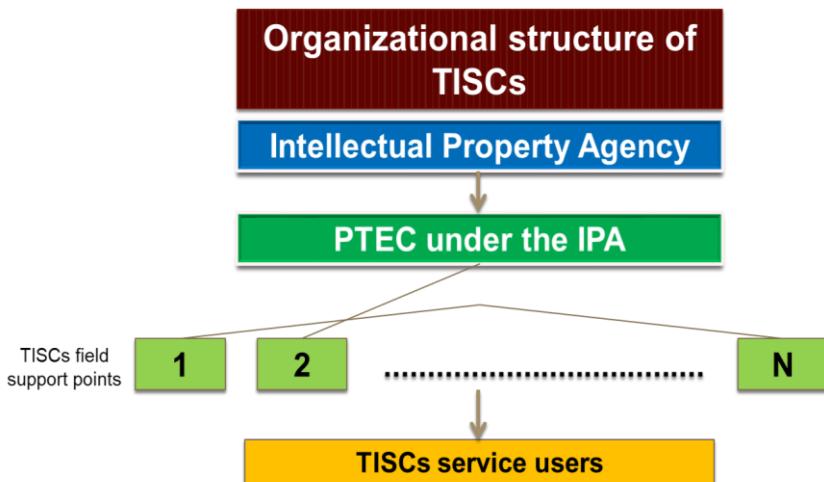 Organizational structure of
TISCs
Intellectual Property Agency
PTEC under the IPA
TISCs field
support points
1
2
..........................................
N
TISCs service users